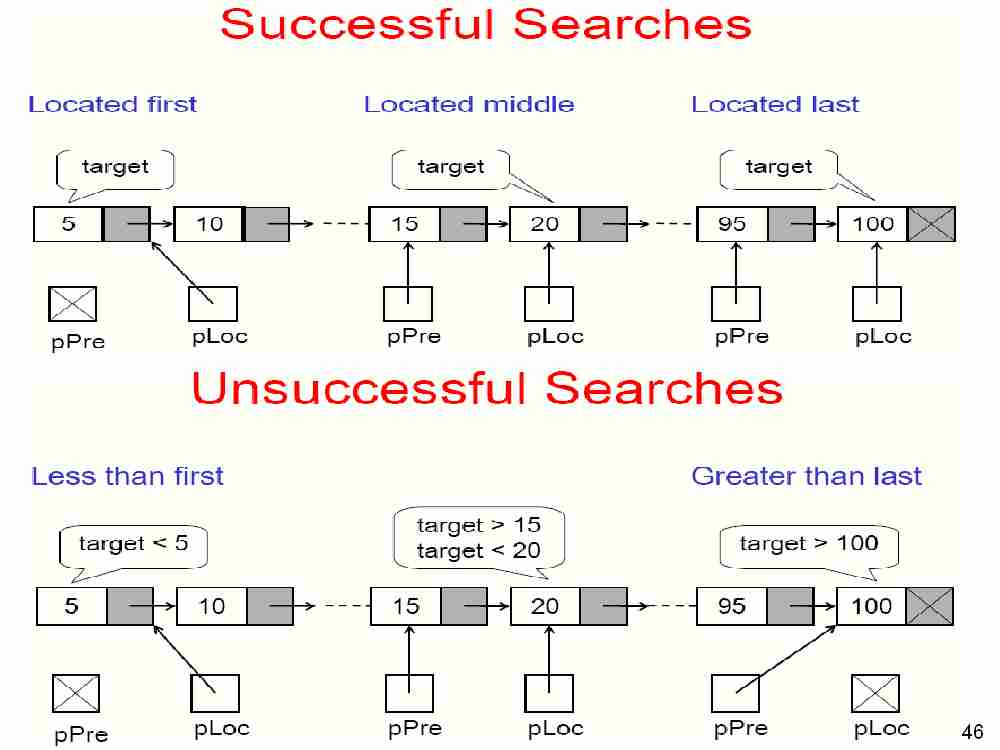 Successful Searches
Located first Located middle Located last
target target target
5 10 15 20 95 100
pPre pLoc pPre pLoc pPre pLoc
Unsuccessful Searches
Less than first Greater than last
target < 5 target > 15 target > 100
target < 20
5 10 15 20 95 100
pPre pLoc pPre pLoc pPre pLoc
46